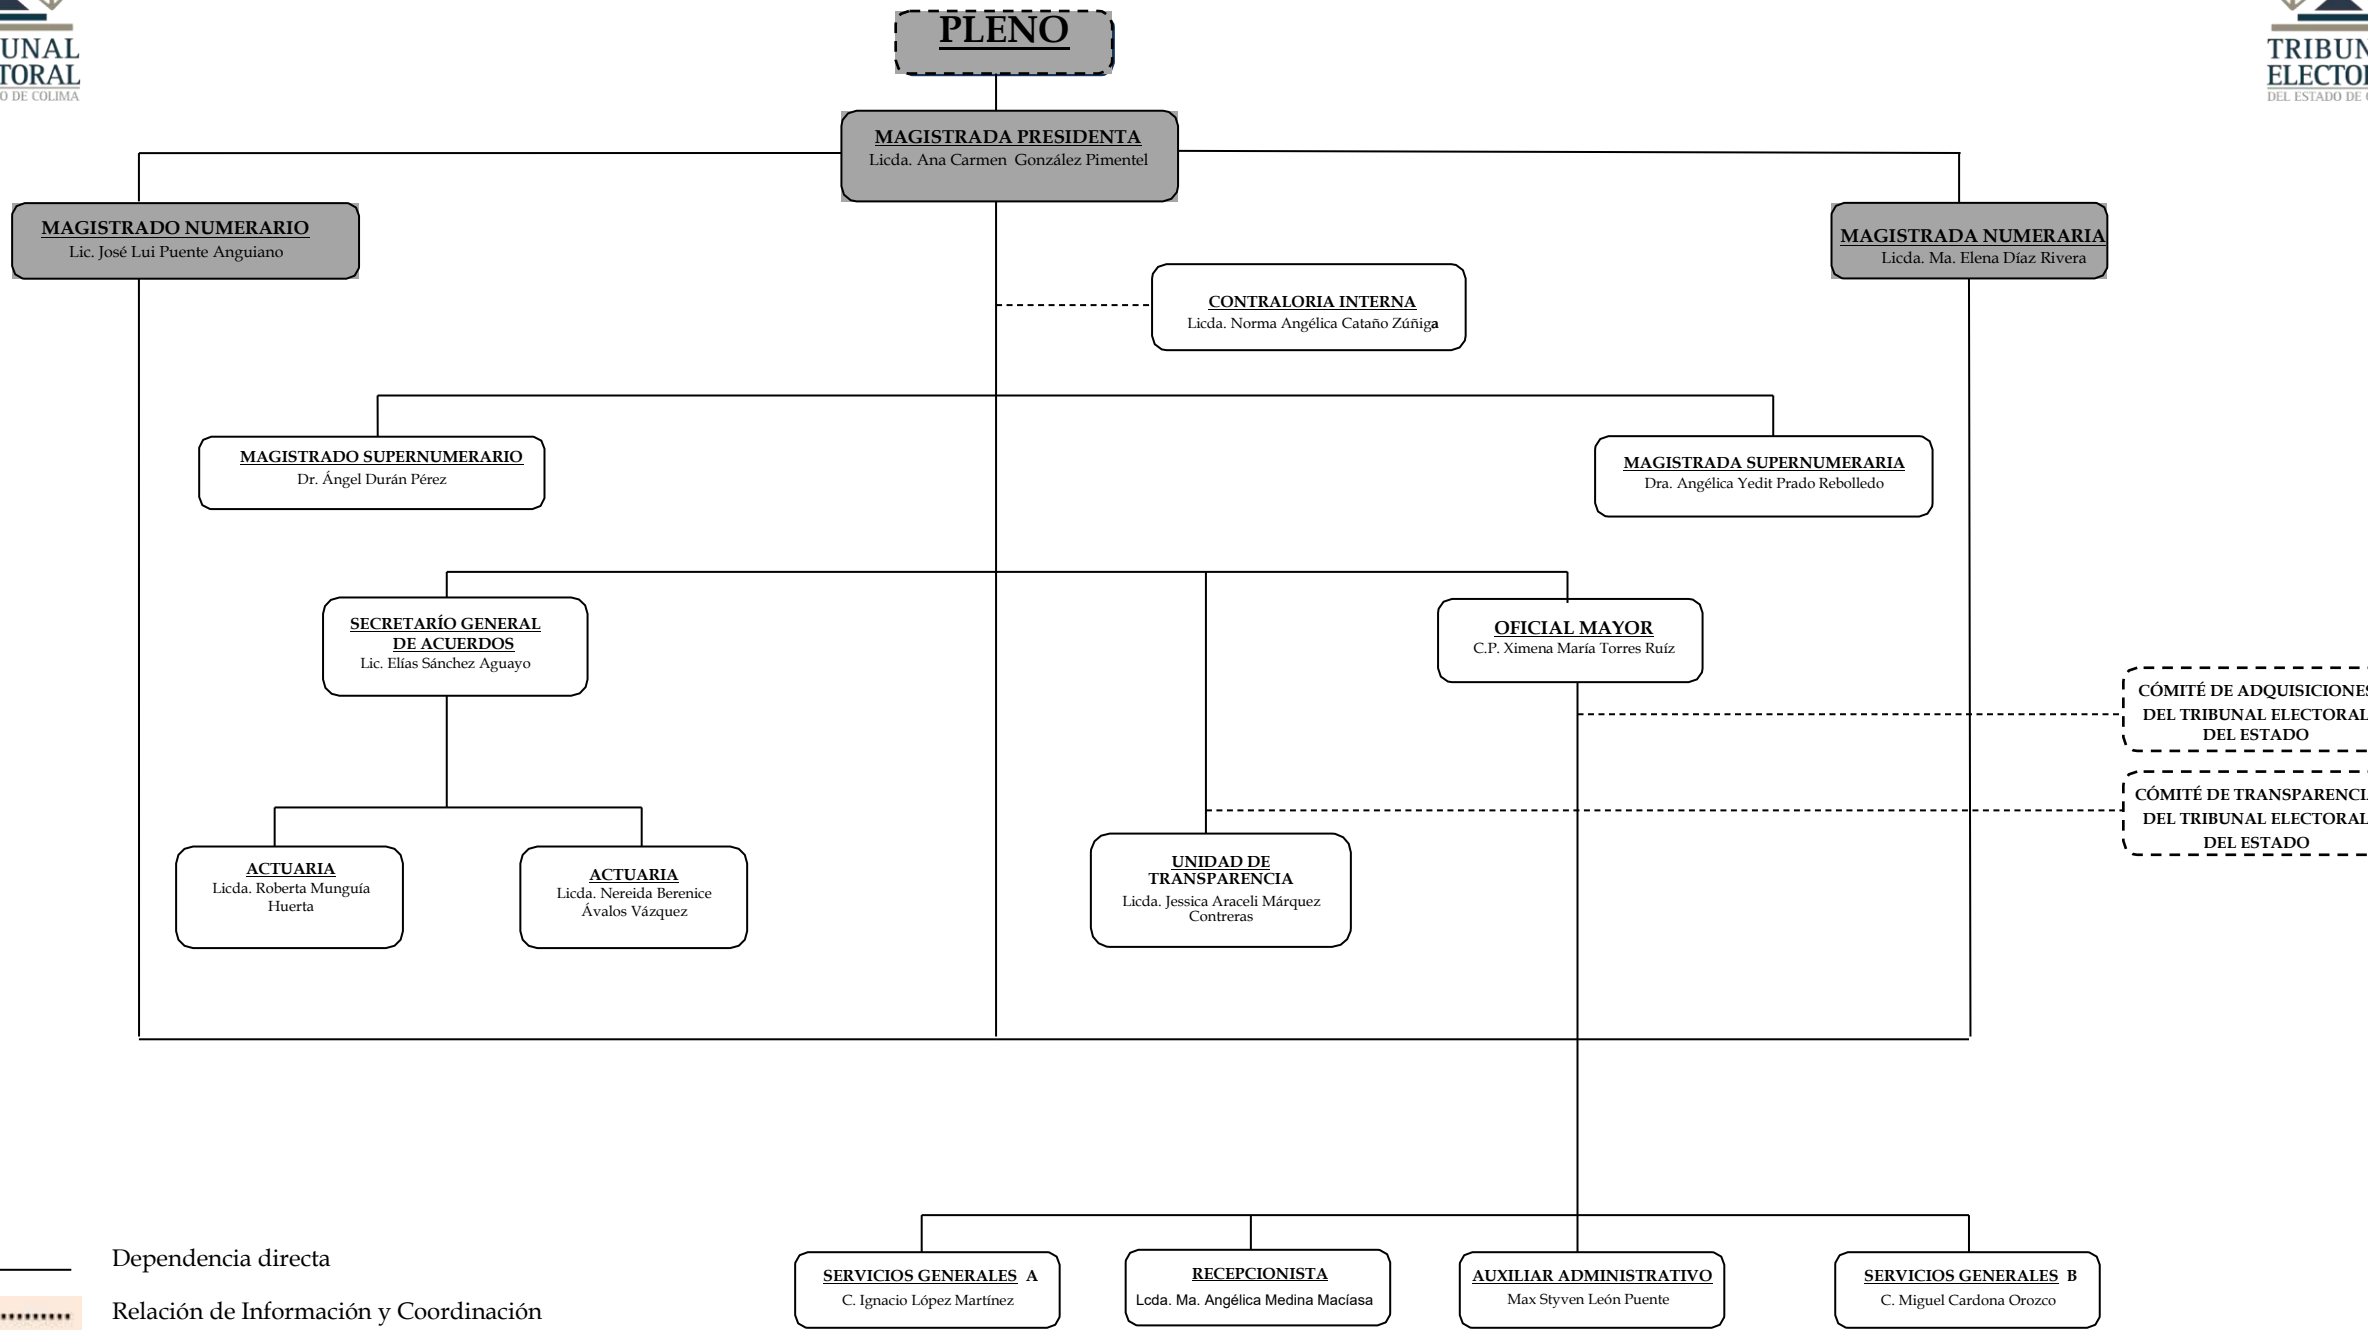 PLENO
UNAL
TORAL
O DE COLIMA
TRIBUN
ELECTO
DEL ESTADO DE
MAGISTRADA PRESIDENTA
Licda. Ana Carmen González Pimentel
MAGISTRADO NUMERARIO
Lic. José Lui Puente Anguiano
MAGISTRADA NUMERARIA
Licda. Ma. Elena Díaz Rivera
CONTRALORIA INTERNA
Licda. Norma Angélica Cataño Zúñiga
MAGISTRADO SUPERNUMERARIO
Dr. Ángel Durán Pérez
MAGISTRADA SUPERNUMERARIA
Dra. Angélica Yedit Prado Rebolledo
SECRETARÍO GENERAL
DE ACUERDOS
Lic. Elías Sánchez Aguayo
OFICIAL MAYOR
C.P. Ximena María Torres Ruíz
CÓMITÉ DE ADQUISICIONES
DEL TRIBUNAL ELECTORAL
DEL ESTADO
CÓMITÉ DE TRANSPARENCIA
DEL TRIBUNAL ELECTORAL
DEL ESTADO
ACTUARIA
Licda. Roberta Munguía
Huerta
ACTUARIA
Licda. Nereida Berenice
Ávalos Vázquez
UNIDAD DE
TRANSPARENCIA
Licda. Jessica Araceli Márquez
Contreras
SERVICIOS GENERALES A
C. Ignacio López Martínez
RECEPCIONISTA
Lcda. Ma. Angélica Medina Macíasa
AUXILIAR ADMINISTRATIVO
Max Styven León Puente
SERVICIOS GENERALES B
C. Miguel Cardona Orozco
Dependencia directa
Relación de Información y Coordinación